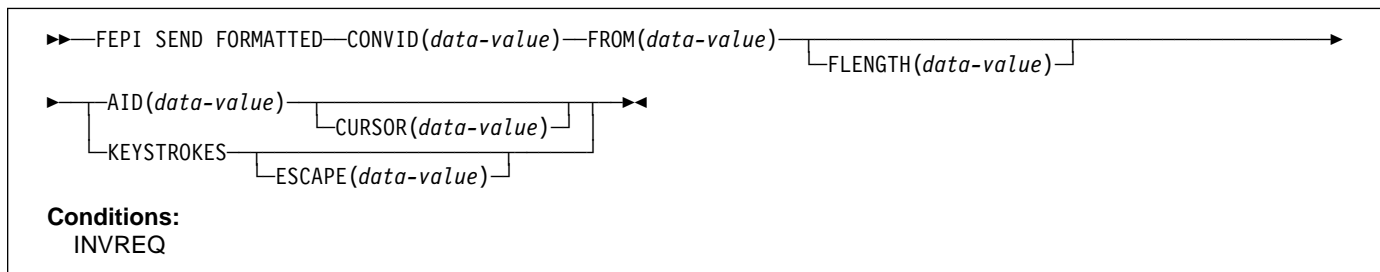 FEPI SEND FORMATTED CONVID(data-value) FROM(data-value)
FLENGTH(data-value)
AID(data-value)
CURSOR(data-value)
KEYSTROKES
ESCAPE(data-value)
Conditions:
INVREQ